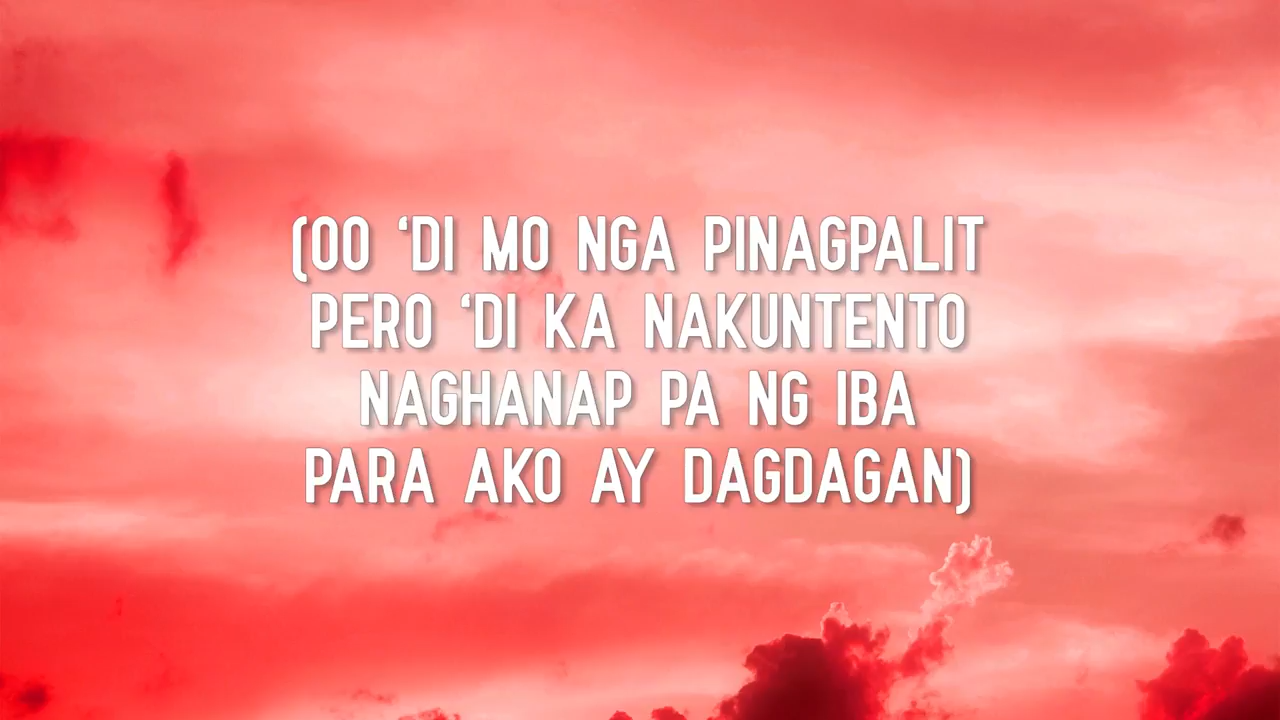 (OO ‘DI MO NGA PINAGPALIT
PERO ‘DI KA NAKUNTENTO
NAGHANAP PA NG IBA
PARA AKO AY DAGDAGAN)